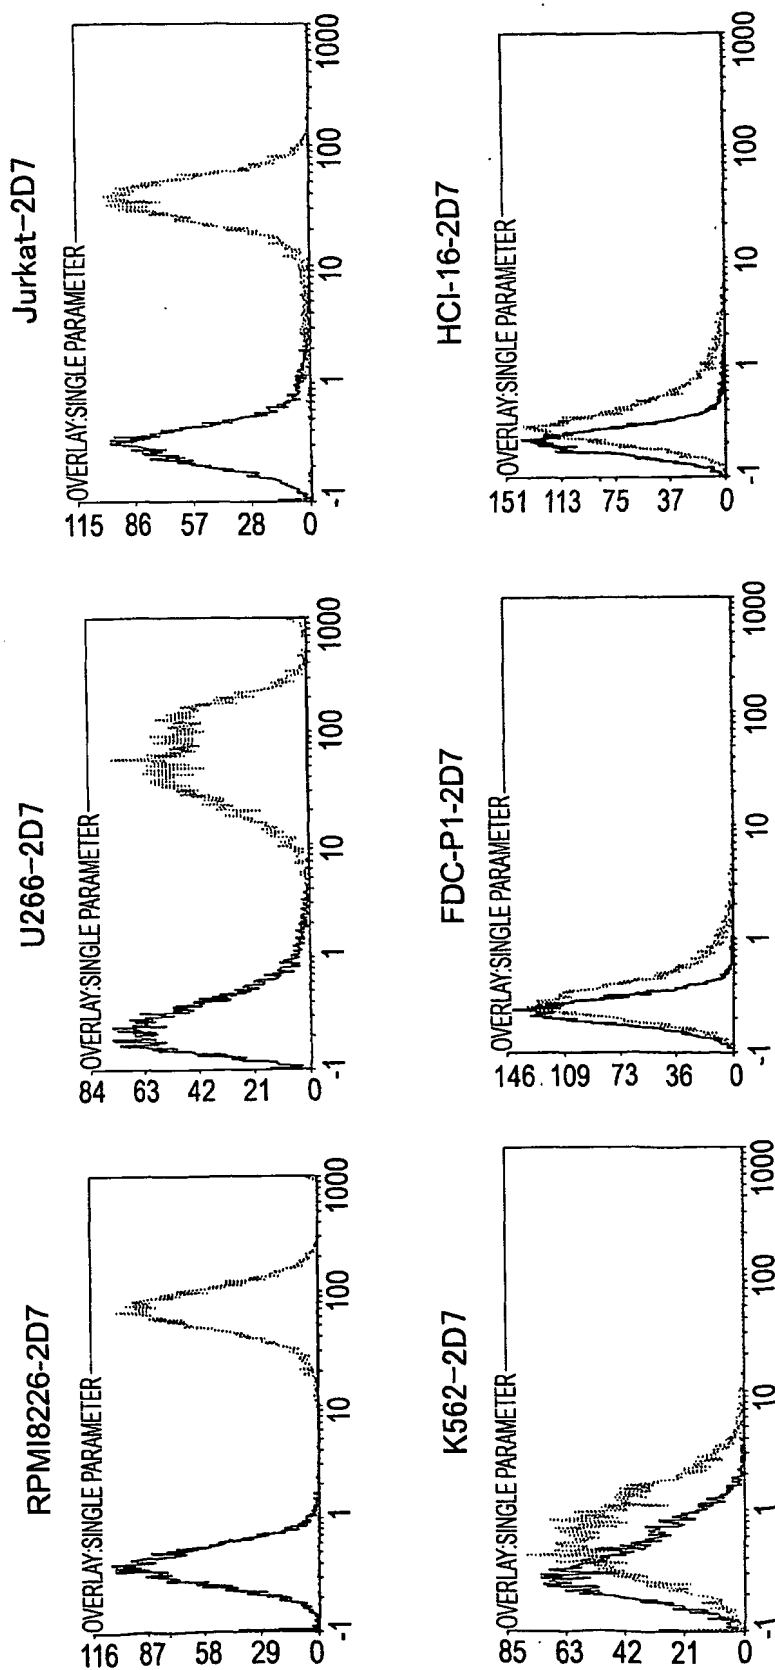 RPMI8226-2D7
OVERLAY:SINGLE PARAMETER
116 87 58 29 0
-1 1 10 100 1000
U266-2D7
OVERLAY:SINGLE PARAMETER
84 63 42 21 0
-1 1 10 100 1000
Jurkat-2D7
OVERLAY:SINGLE PARAMETER
115 86 57 28 0
-1 1 10 100 1000
K562-2D7
OVERLAY:SINGLE PARAMETER
85 63 42 21 0
-1 1 10 100 1000
FDC-P1-2D7
OVERLAY:SINGLE PARAMETER
146 109 73 36 0
-1 1 10 100 1000
HCI-16-2D7
OVERLAY:SINGLE PARAMETER
151 113 75 37 0
-1 1 10 100 1000